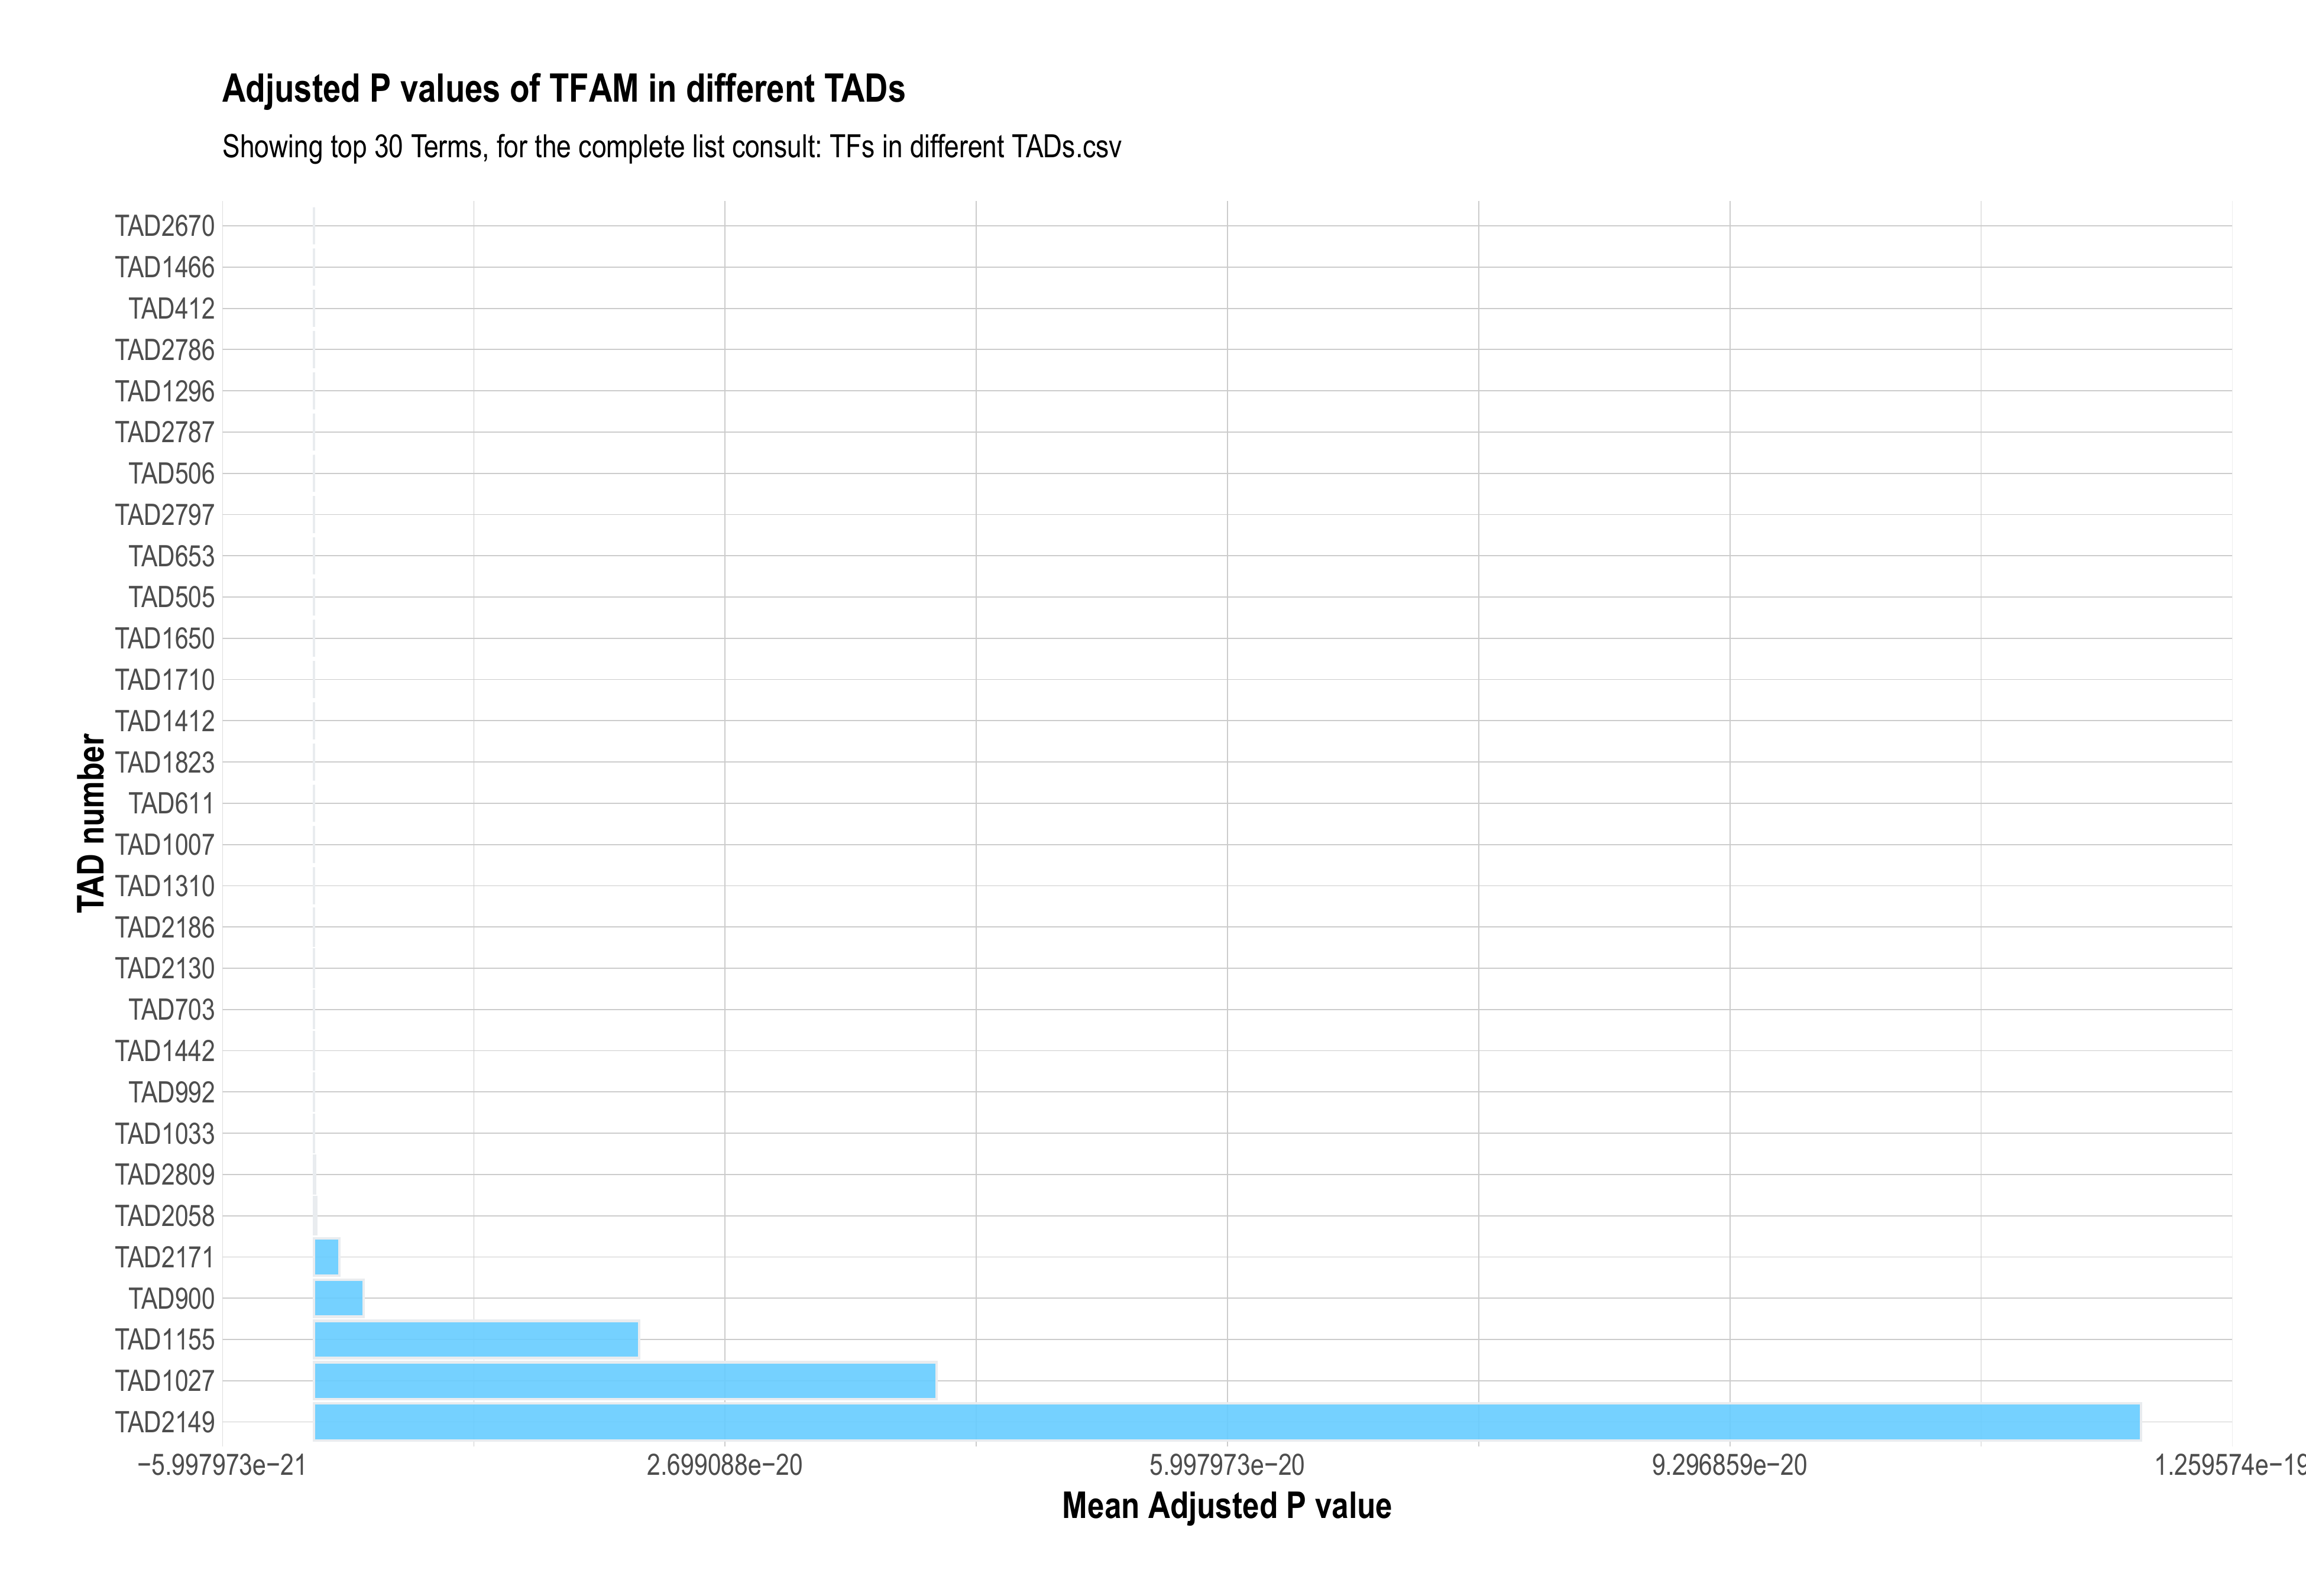 Adjusted P values of TFAM in different TADs
Showing top 30 Terms, for the complete list consult: TFs in different TADs.csv
TAD2670
TAD1466
TAD412
TAD2786
TAD1296
TAD2787
TAD506
TAD2797
TAD653
TAD505
TAD1650
TAD1710
TAD1412
TAD1823
TAD611
TAD1007
TAD1310
TAD2186
TAD2130
TAD703
TAD1442
TAD992
TAD1033
TAD2809
TAD2058
TAD2171
TAD900
TAD1155
TAD1027
TAD2149
TAD number
−5.997973e−21 2.699088e−20 5.997973e−20 9.296859e−20 1.259574e−19
Mean Adjusted P value